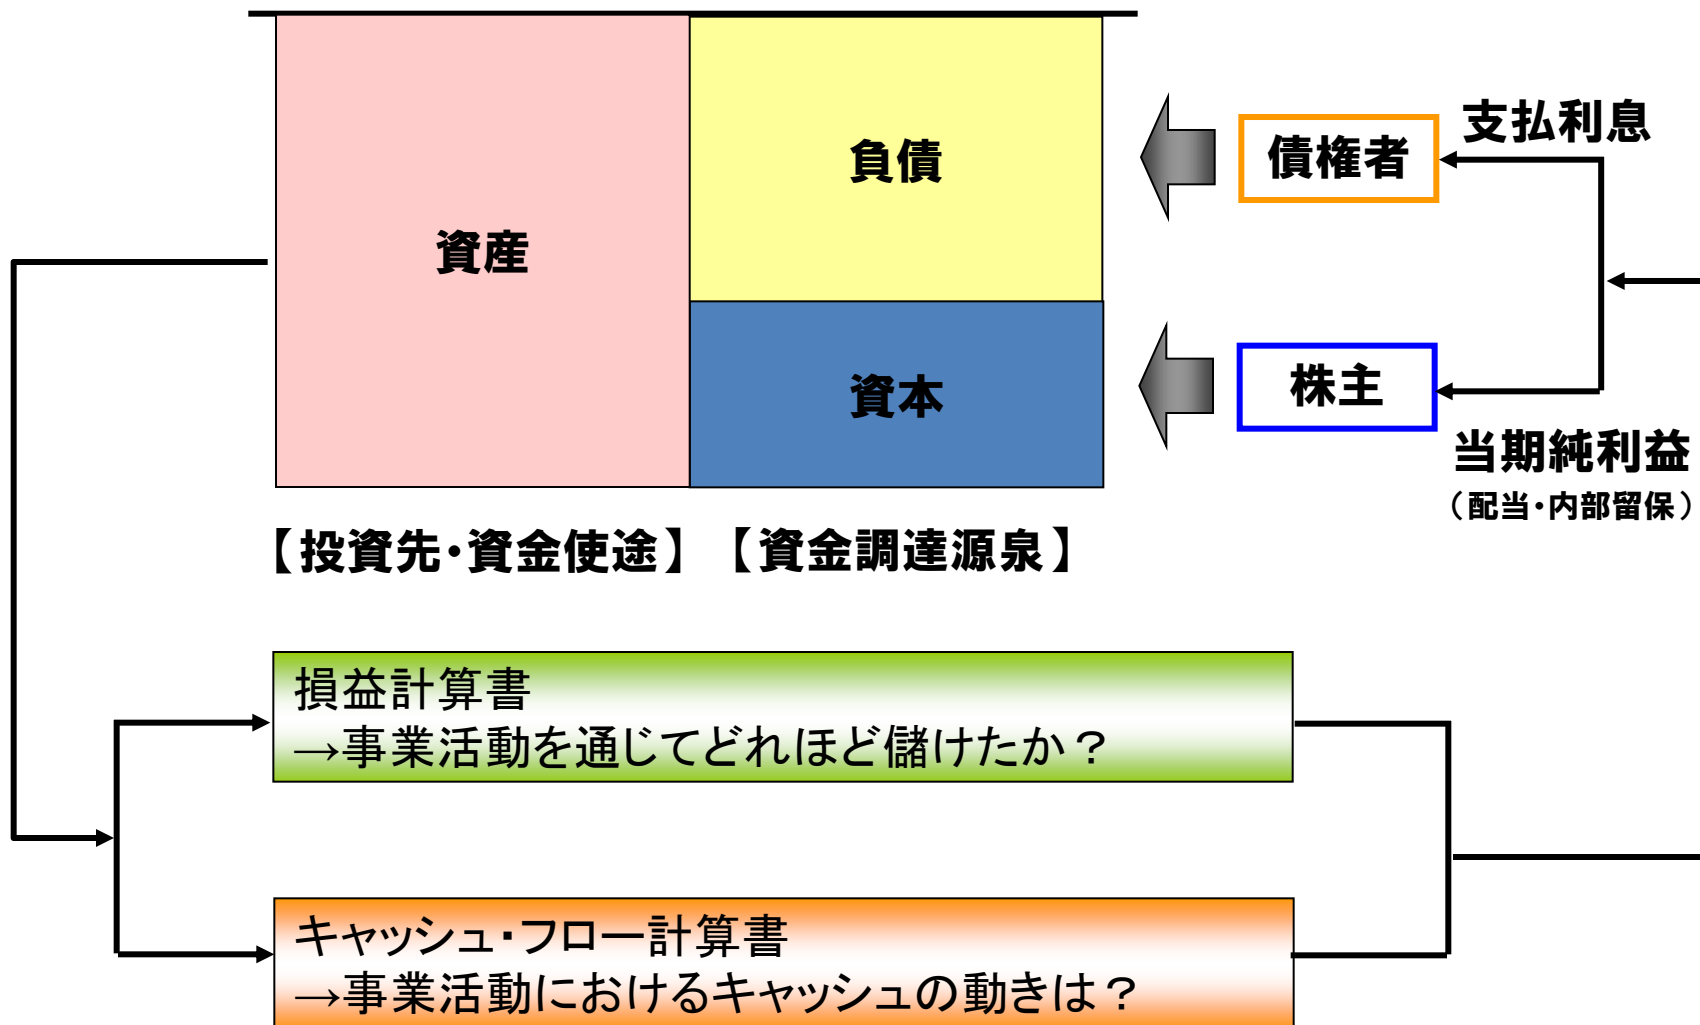 資産
負債
資本
債権者
支払利息
株主
当期純利益
(配当・内部留保)
【投資先・資金使途】
【資金調達源泉】
損益計算書
→事業活動を通じてどれほど儲けたか?
キャッシュ・フロー計算書
→事業活動におけるキャッシュの動きは?